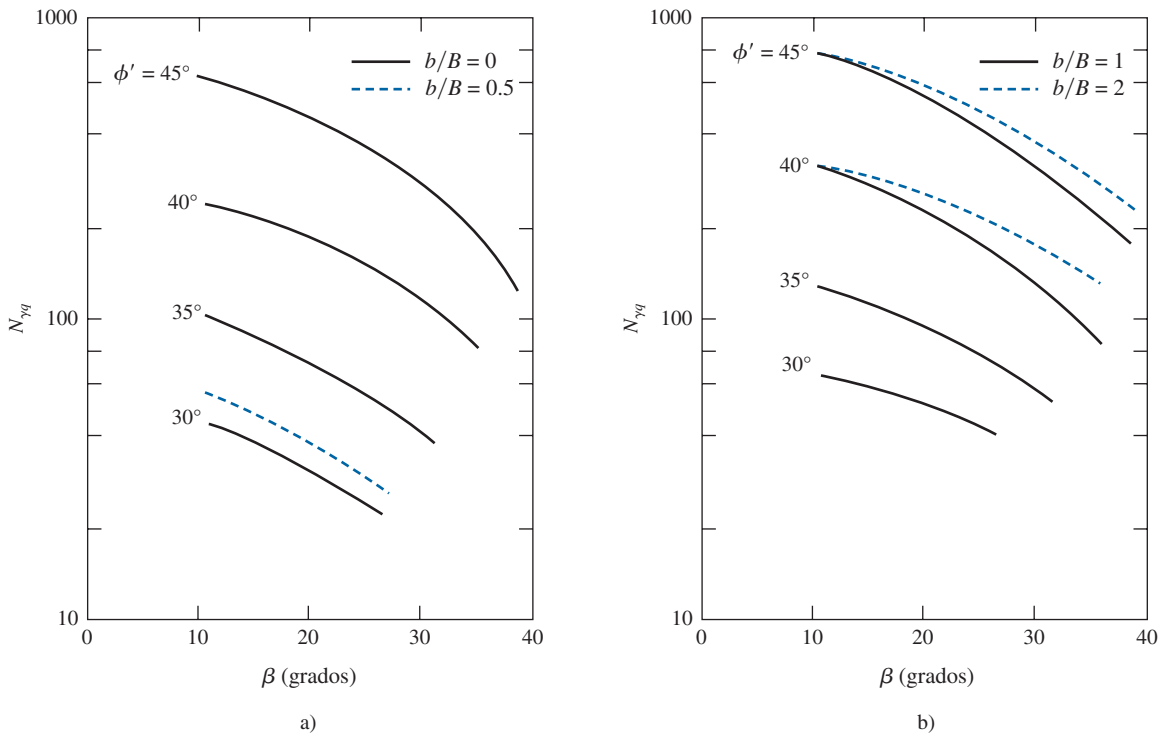 1000
ϕ′ = 45°
b/B = 0
b/B = 0.5
40°
100
35°
30°
10
0
10
20
30
40
N_γq
β (grados)
a)
1000
ϕ′ = 45°
b/B = 1
b/B = 2
40°
100
35°
30°
10
0
10
20
30
40
N_γq
β (grados)
b)